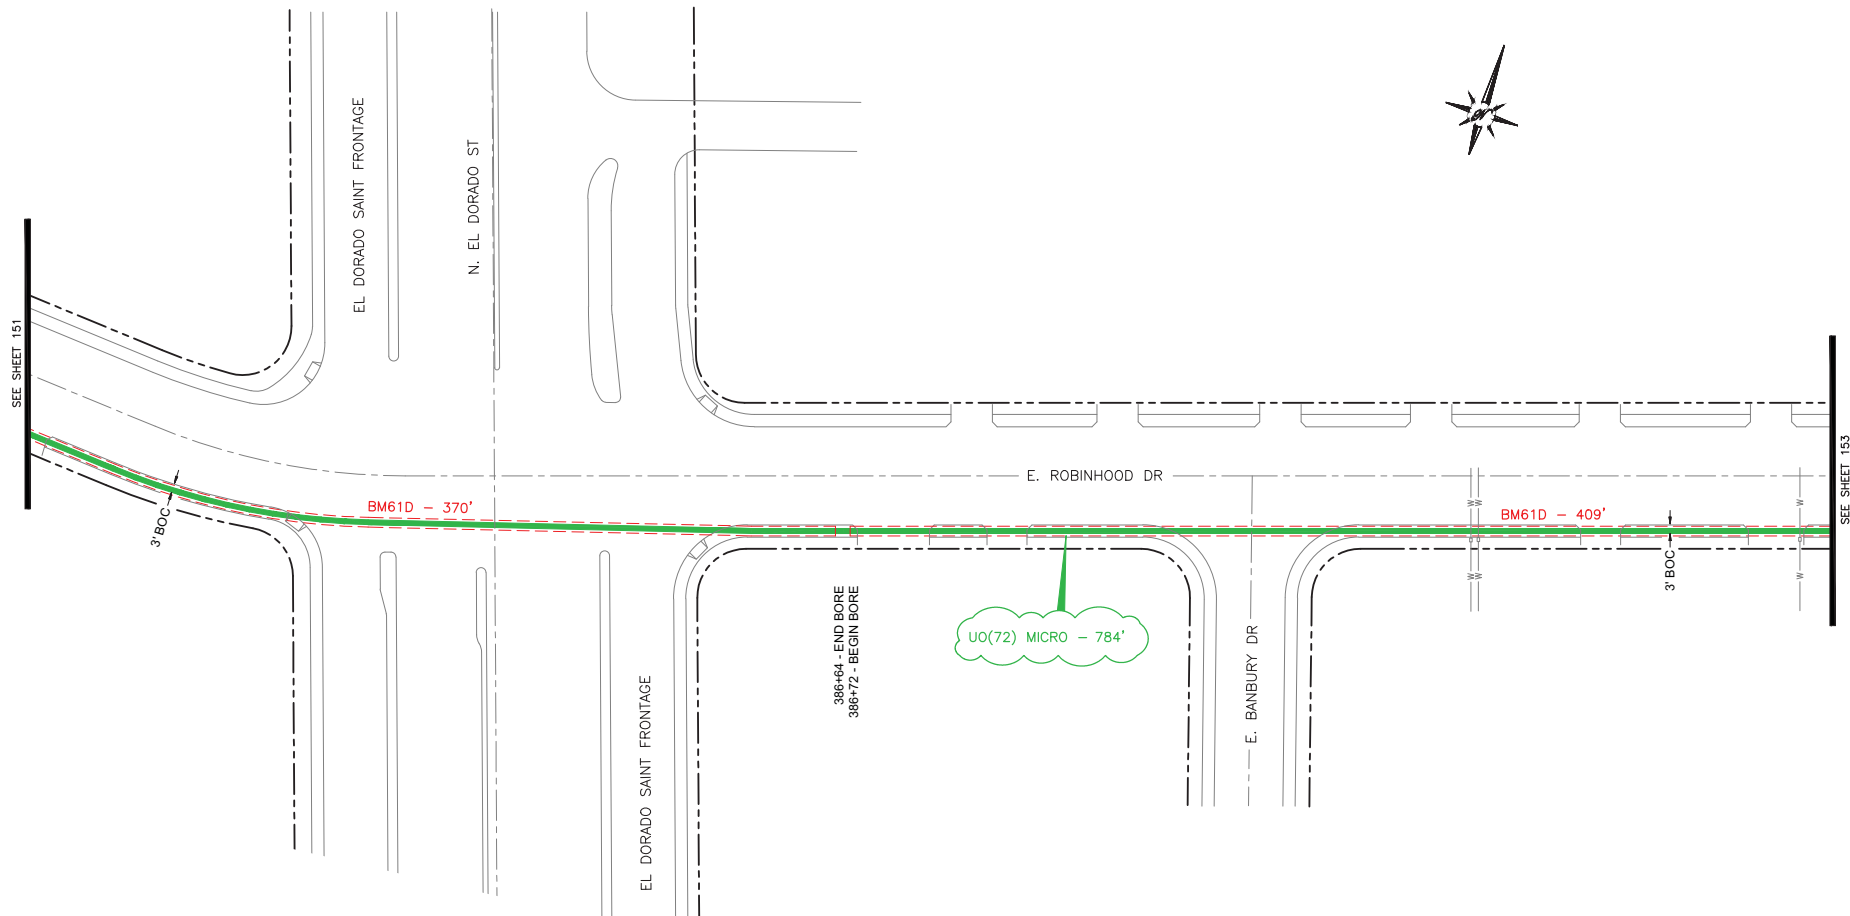 EL DORADO SAINT FRONTAGE
N. EL DORADO ST
SEE SHEET 151
3' BOC
BM61D - 370'
E. ROBINHOOD DR
BM61D - 409'
SEE SHEET 153
W
W
W
W
W
W
3' BOC
386+64 - END BORE
386+72 - BEGIN BORE
UO(72) MICRO - 784'
E. BANBURY DR
EL DORADO SAINT FRONTAGE